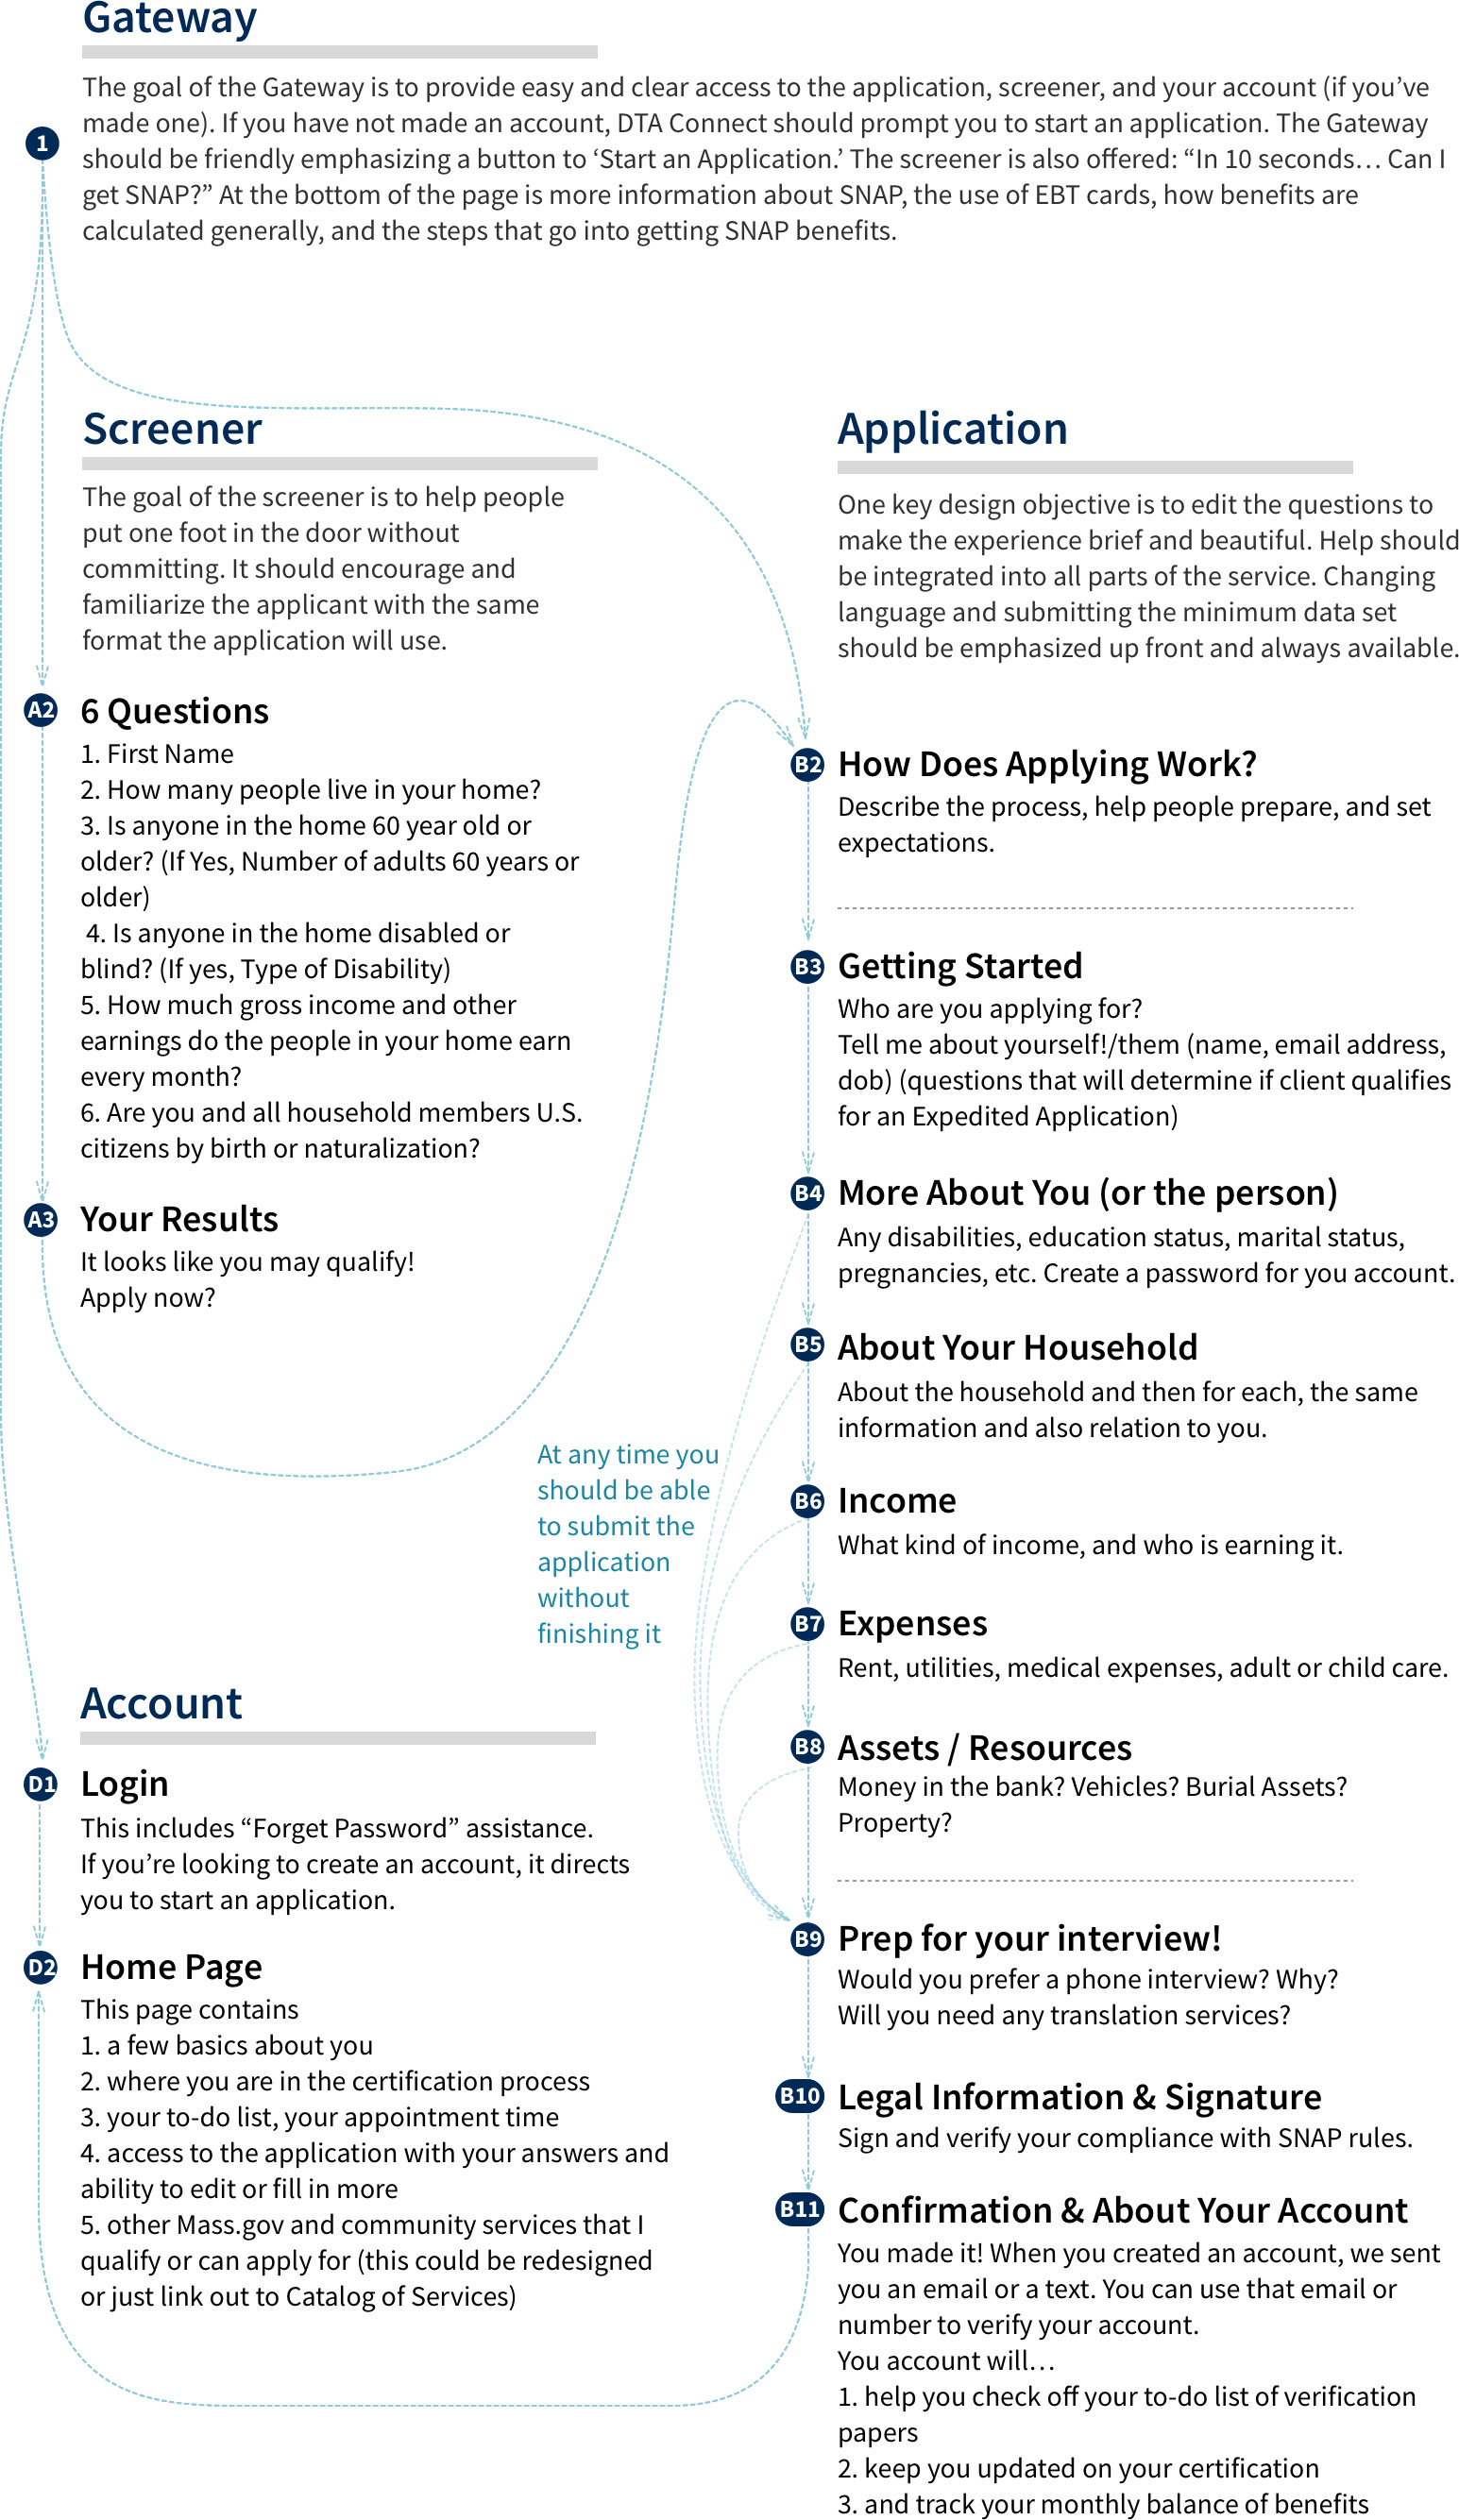 Gateway
The goal of the Gateway is to provide easy and clear access to the application, screener, and your account (if you’ve
made one). If you have not made an account, DTA Connect should prompt you to start an application. The Gateway
1
should be friendly emphasizing a button to ‘Start an Application.’ The screener is also offered: “In 10 seconds… Can I
get SNAP?” At the bottom of the page is more information about SNAP, the use of EBT cards, how benefits are
calculated generally, and the steps that go into getting SNAP benefits.
Screener
The goal of the screener is to help people
put one foot in the door without
committing. It should encourage and
familiarize the applicant with the same
format the application will use.
A2 6 Questions
1. First Name
2. How many people live in your home?
3. Is anyone in the home 60 year old or
older? (If Yes, Number of adults 60 years or
older)
4. Is anyone in the home disabled or
blind? (If yes, Type of Disability)
5. How much gross income and other
earnings do the people in your home earn
every month?
6. Are you and all household members U.S.
citizens by birth or naturalization?
A3 Your Results
It looks like you may qualify!
Apply now?
Application
One key design objective is to edit the questions to
make the experience brief and beautiful. Help should
be integrated into all parts of the service. Changing
language and submitting the minimum data set
should be emphasized up front and always available.
B2 How Does Applying Work?
Describe the process, help people prepare, and set
expectations.
B3 Getting Started
Who are you applying for?
Tell me about yourself!/them (name, email address,
dob) (questions that will determine if client qualifies
for an Expedited Application)
B4 More About You (or the person)
Any disabilities, education status, marital status,
pregnancies, etc. Create a password for you account.
B5 About Your Household
About the household and then for each, the same
information and also relation to you.
At any time you
should be able
to submit the
application
without
finishing it
B6 Income
What kind of income, and who is earning it.
B7 Expenses
Rent, utilities, medical expenses, adult or child care.
B8 Assets / Resources
Money in the bank? Vehicles? Burial Assets?
Property?
B9 Prep for your interview!
Would you prefer a phone interview? Why?
Will you need any translation services?
B10 Legal Information & Signature
Sign and verify your compliance with SNAP rules.
B11 Confirmation & About Your Account
You made it! When you created an account, we sent
you an email or a text. You can use that email or
number to verify your account.
You account will…
1. help you check off your to-do list of verification
papers
2. keep you updated on your certification
3. and track your monthly balance of benefits
Account
D1 Login
This includes “Forget Password” assistance.
If you’re looking to create an account, it directs
you to start an application.
D2 Home Page
This page contains
1. a few basics about you
2. where you are in the certification process
3. your to-do list, your appointment time
4. access to the application with your answers and
ability to edit or fill in more
5. other Mass.gov and community services that I
qualify or can apply for (this could be redesigned
or just link out to Catalog of Services)